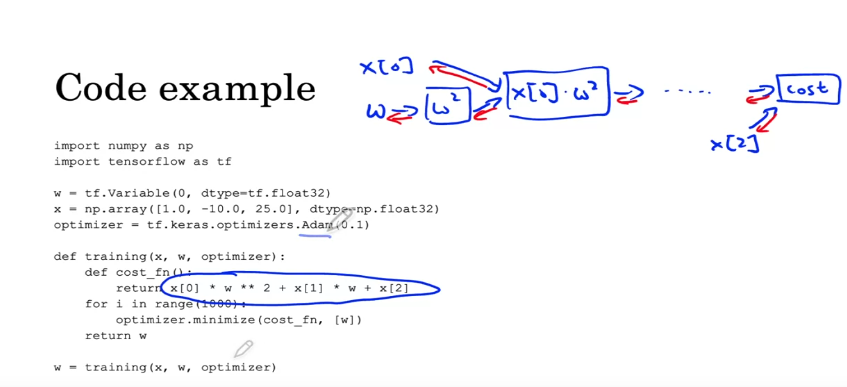 Code example
x[0]
w
w²
x[0]·w²
.....
cost
x[2]
import numpy as np
import tensorflow as tf
w = tf.Variable(0, dtype=tf.float32)
x = np.array([1.0, -10.0, 25.0], dtype=np.float32)
optimizer = tf.keras.optimizers.Adam(0.1)
def training(x, w, optimizer):
    def cost_fn():
        return x[0] * w ** 2 + x[1] * w + x[2]
    for i in range(1000):
        optimizer.minimize(cost_fn, [w])
    return w
w = training(x, w, optimizer)